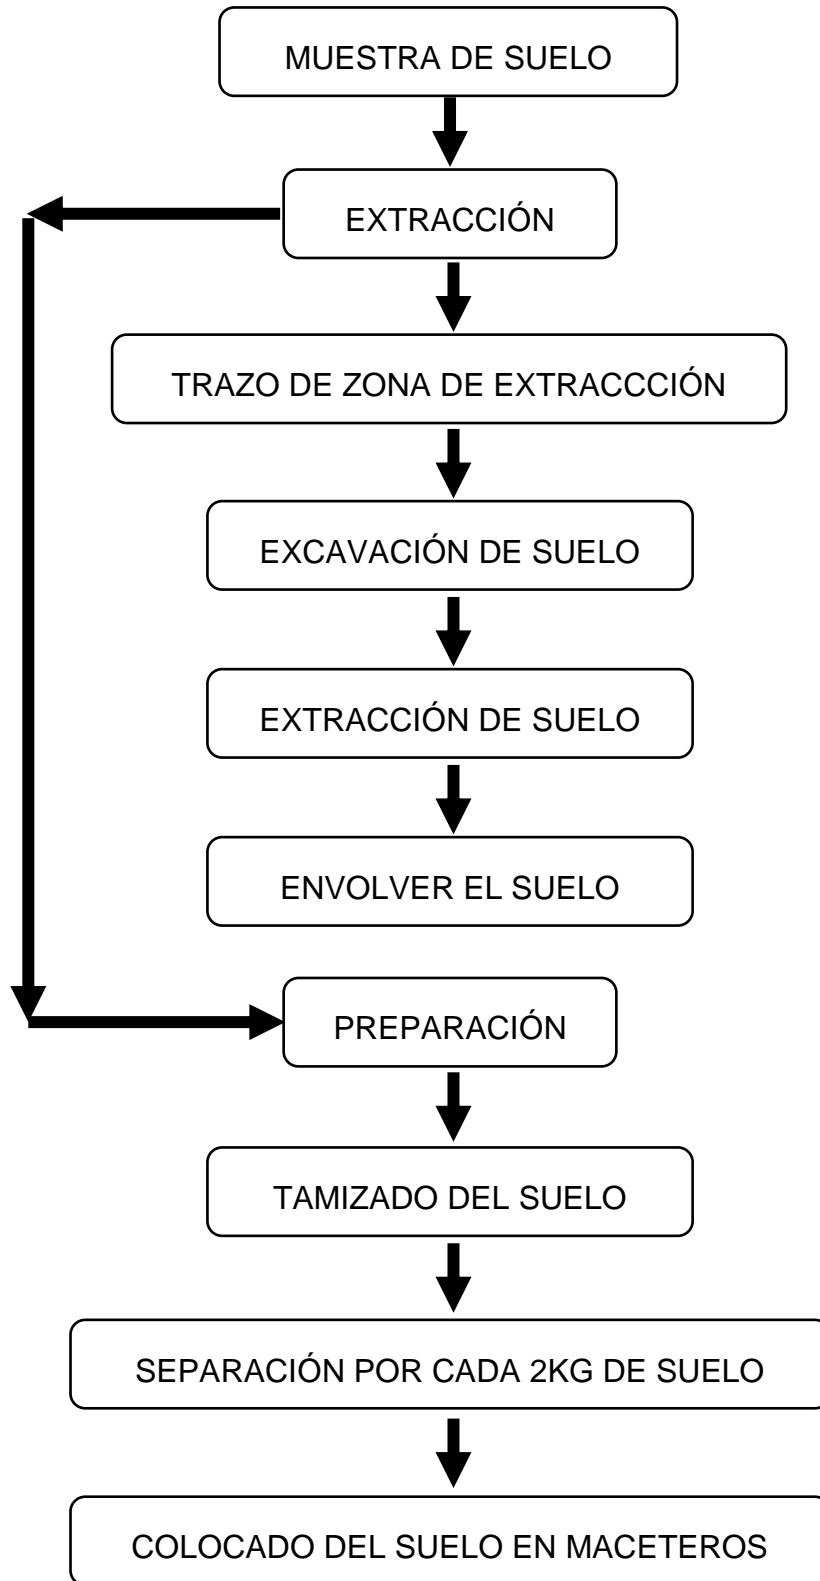 MUESTRA DE SUELO
EXTRACCIÓN
TRAZO DE ZONA DE EXTRACCCIÓN
EXCAVACIÓN DE SUELO
EXTRACCIÓN DE SUELO
ENVOLVER EL SUELO
PREPARACIÓN
TAMIZADO DEL SUELO
SEPARACIÓN POR CADA 2KG DE SUELO
COLOCADO DEL SUELO EN MACETEROS